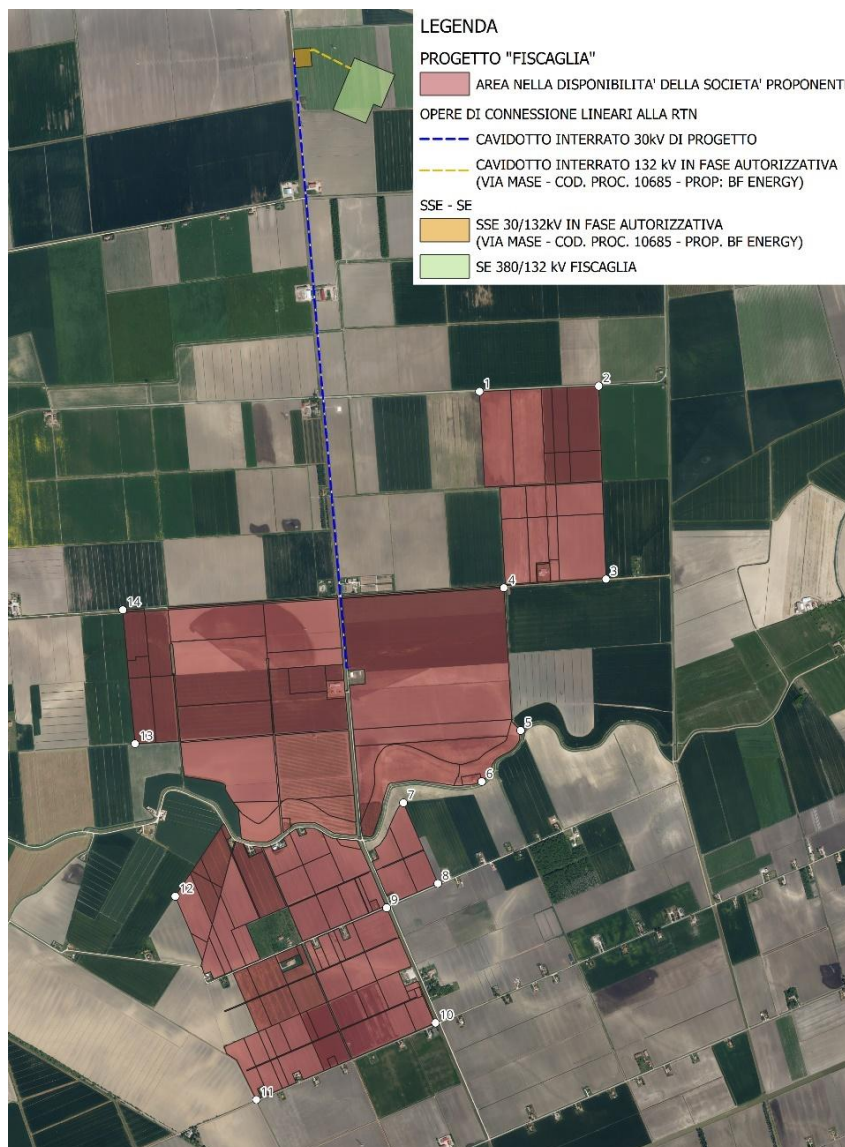 LEGENDA
PROGETTO "FISCAGLIA"
AREA NELLA DISPONIBILITA' DELLA SOCIETA' PROPONENT
OPERE DI CONNESSIONE LINEARI ALLA RTN
CAVIDOTTO INTERRATO 30kV DI PROGETTO
CAVIDOTTO INTERRATO 132 kV IN FASE AUTORIZZATIVA
(VIA MASE - COD. PROC. 10685 - PROP: BF ENERGY)
SSE - SE
SSE 30/132kV IN FASE AUTORIZZATIVA
(VIA MASE - COD. PROC. 10685 - PROP. BF ENERGY)
SE 380/132 kV FISCAGLIA
1
2
3
4
14
5
13
6
7
8
12
9
10
11